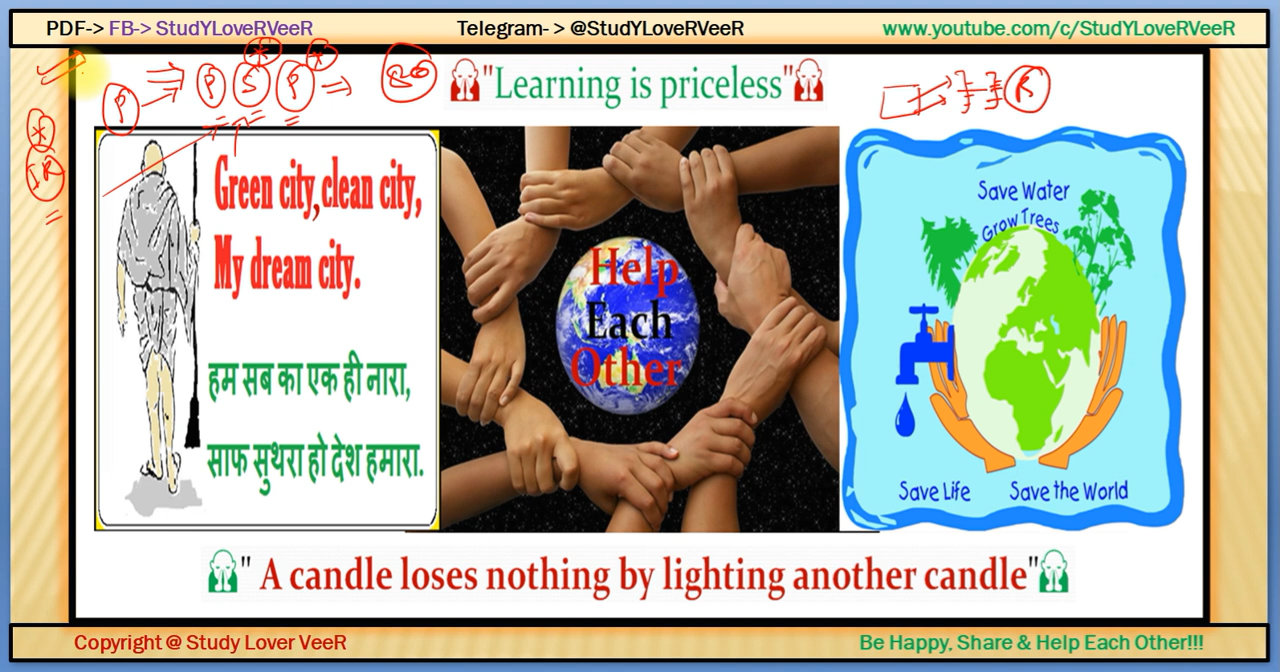 PDF-> FB-> StudYLoveRVeeR
Telegram- > @StudYLoveRVeeR
www.youtube.com/c/StudYLoveRVeeR
P P S P 80
R
"Learning is priceless"
Green city, clean city,
My dream city.
हम सब का एक ही नारा,
साफ सुथरा हो देश हमारा.
Help
Each
Other
Save Water
Grow Trees
Save Life Save the World
" A candle loses nothing by lighting another candle"
Copyright @ Study Lover VeeR
Be Happy, Share & Help Each Other!!!